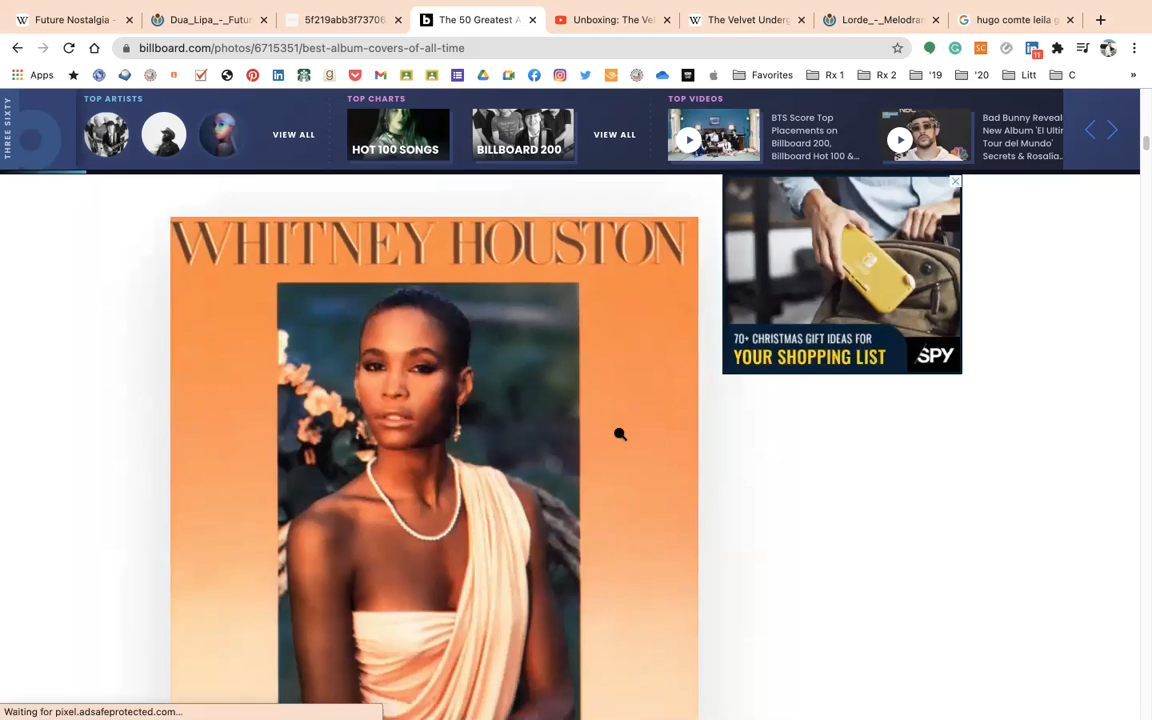 Future Nostalgia -
Dua_Lipa_-_Futur
5f219abb3f73706
The 50 Greatest A
Unboxing: The Vel
The Velvet Underg
Lorde_-_Melodram
hugo comte leila g
billboard.com/photos/6715351/best-album-covers-of-all-time
11
Apps
Favorites
Rx 1
Rx 2
'19
'20
Litt
C
»
THREE SIXTY
TOP ARTISTS
VIEW ALL
TOP CHARTS
HOT 100 SONGS
BILLBOARD 200
VIEW ALL
TOP VIDEOS
BTS Score Top
Placements on
Billboard 200,
Billboard Hot 100 &...
Bad Bunny Reveal
New Album 'El Ulti
Tour del Mundo'
Secrets & Rosalia...
WHITNEY HOUSTON
70+ CHRISTMAS GIFT IDEAS FOR
YOUR SHOPPING LIST
SPY
Waiting for pixel.adsafeprotected.com...